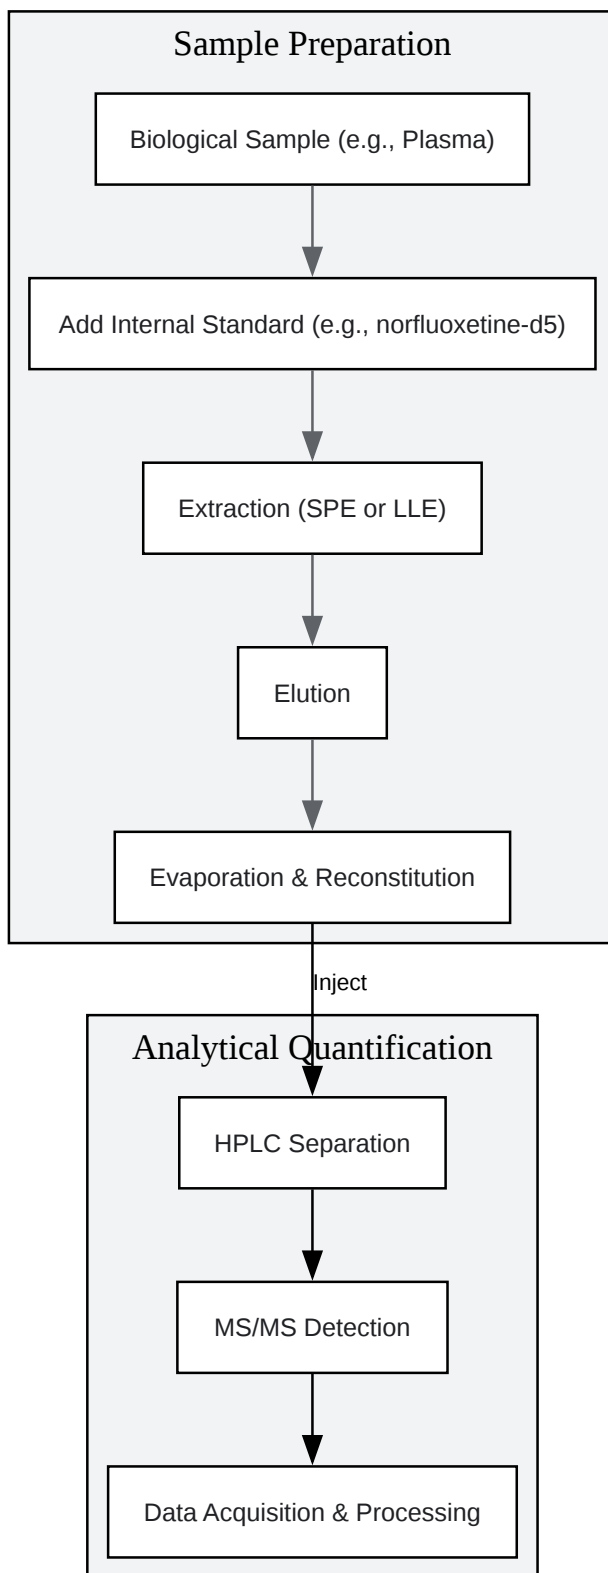 Sample Preparation
Biological Sample (e.g., Plasma)
Add Internal Standard (e.g., norfluoxetine-d5)
Extraction (SPE or LLE)
Elution
Evaporation & Reconstitution
Inject
Analytical Quantification
HPLC Separation
MS/MS Detection
Data Acquisition & Processing